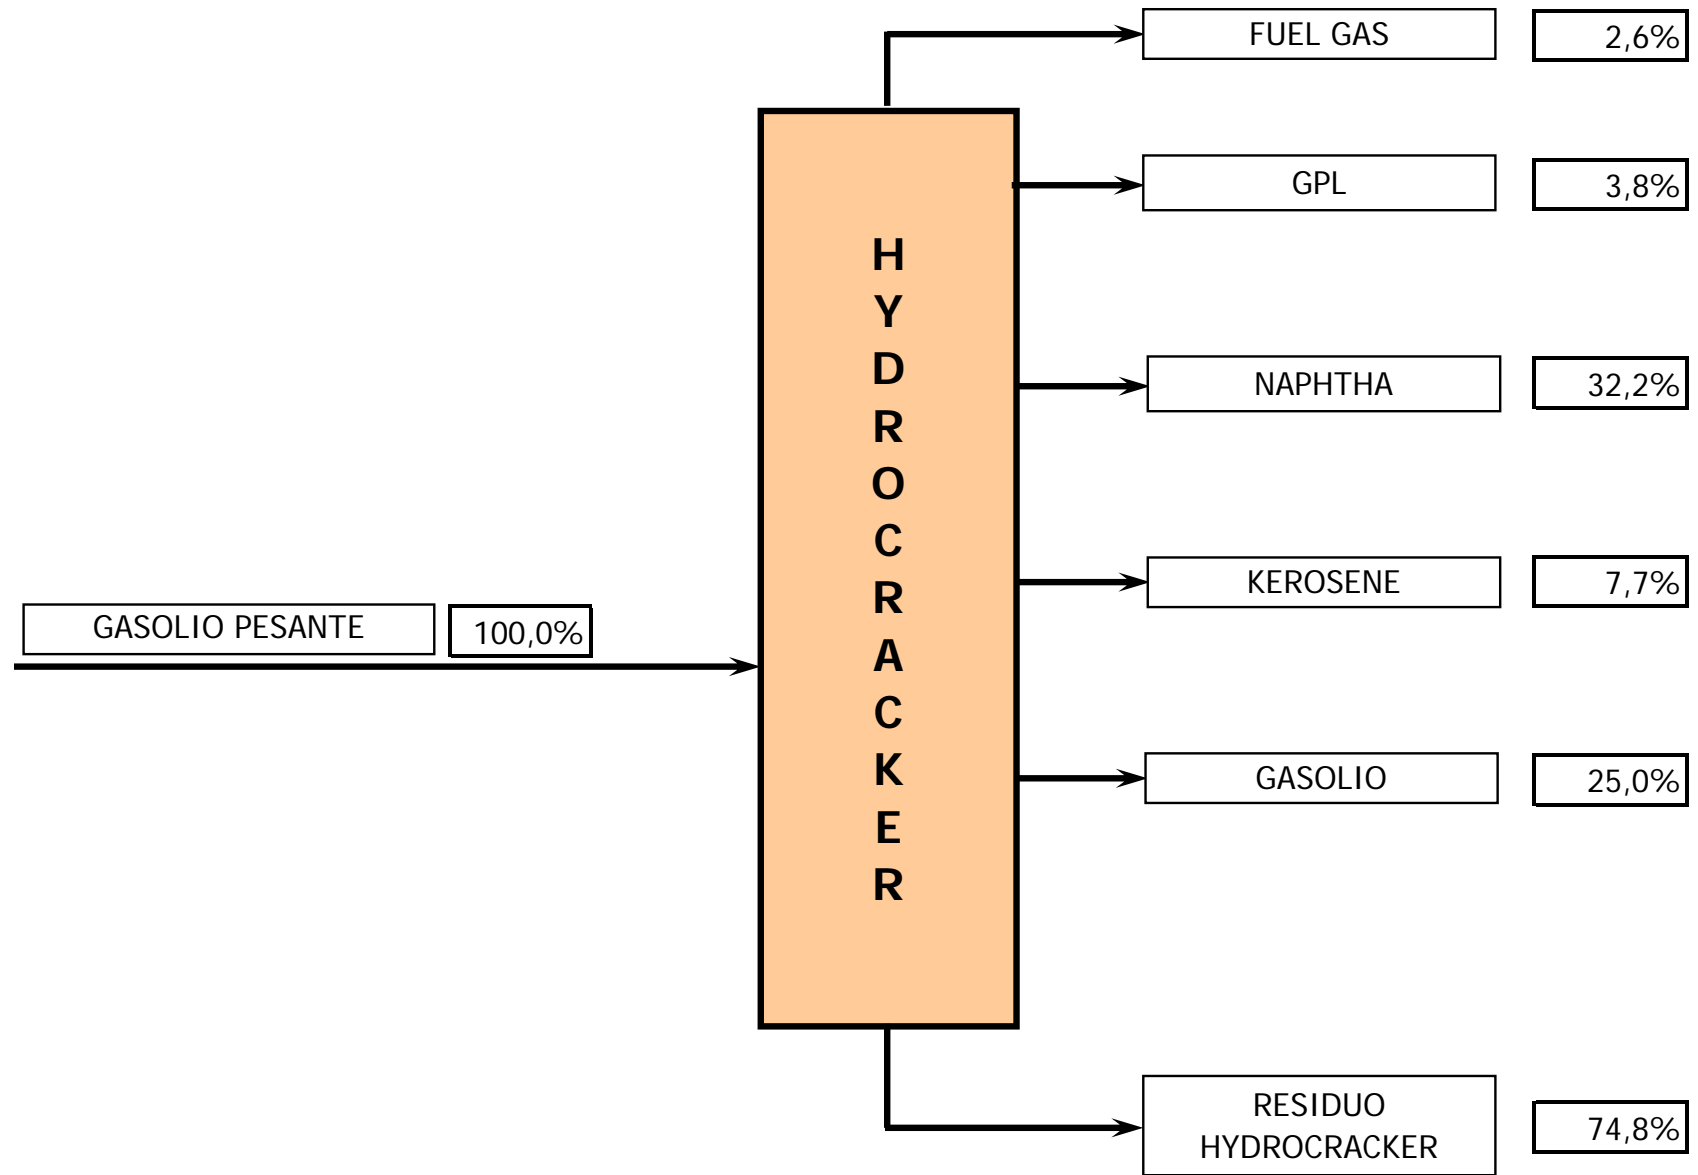 FUEL GAS 2,6%
GPL 3,8%
NAPHTHA 32,2%
KEROSENE 7,7%
GASOLIO 25,0%
RESIDUO
HYDROCRACKER 74,8%
GASOLIO PESANTE 100,0%
H
Y
D
R
O
C
R
A
C
K
E
R